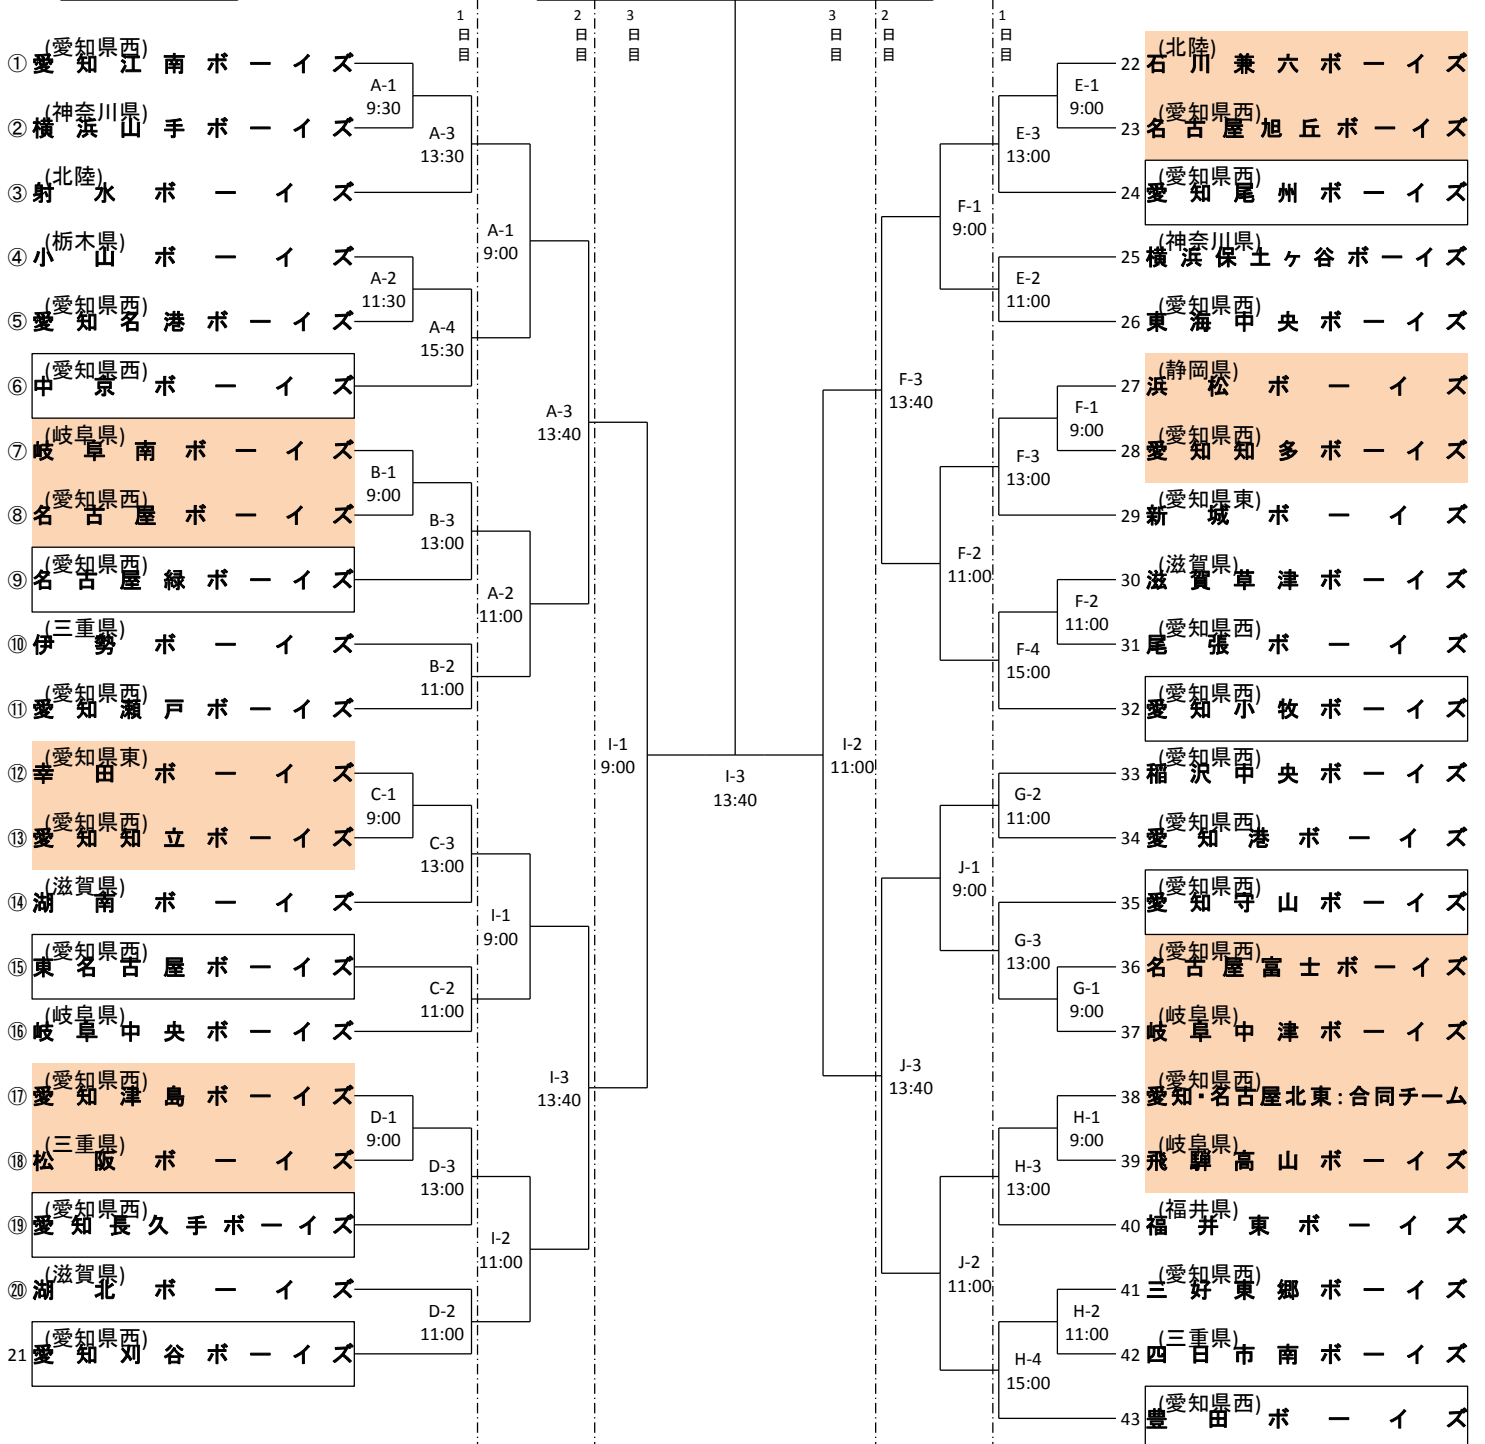 1日目
2日目
3日目
3日目
2日目
1日目
(愛知県西)
① 愛知江南ボーイズ
A-1
9:30
(神奈川県)
② 横浜山手ボーイズ
A-3
13:30
(北陸)
③ 射水ボーイズ
A-1
9:00
(栃木県)
④ 小山ボーイズ
A-2
11:30
(愛知県西)
⑤ 愛知名港ボーイズ
A-4
15:30
(愛知県西)
⑥ 中京ボーイズ
A-3
13:40
(岐阜県)
⑦ 岐阜南ボーイズ
B-1
9:00
(愛知県西)
⑧ 名古屋ボーイズ
B-3
13:00
(愛知県西)
⑨ 名古屋緑ボーイズ
A-2
11:00
(三重県)
⑩ 伊勢ボーイズ
B-2
11:00
(愛知県西)
⑪ 愛知瀬戸ボーイズ
I-1
9:00
(愛知県東)
⑫ 幸田ボーイズ
C-1
9:00
(愛知県西)
⑬ 愛知知立ボーイズ
C-3
13:00
(滋賀県)
⑭ 湖南ボーイズ
I-1
9:00
(愛知県西)
⑮ 東名古屋ボーイズ
C-2
11:00
(岐阜県)
⑯ 岐阜中央ボーイズ
I-3
13:40
(愛知県西)
⑰ 愛知津島ボーイズ
D-1
9:00
(三重県)
⑱ 松阪ボーイズ
D-3
13:00
(愛知県西)
⑲ 愛知長久手ボーイズ
I-2
11:00
(滋賀県)
⑳ 湖北ボーイズ
D-2
11:00
(愛知県西)
21 愛知刈谷ボーイズ
I-3
13:40
(北陸)
22 石川兼六ボーイズ
E-1
9:00
(愛知県西)
23 名古屋旭丘ボーイズ
E-3
13:00
(愛知県西)
24 愛知尾州ボーイズ
F-1
9:00
(神奈川県)
25 横浜保土ヶ谷ボーイズ
E-2
11:00
(愛知県西)
26 東海中央ボーイズ
F-3
13:40
(静岡県)
27 浜松ボーイズ
F-1
9:00
(愛知県西)
28 愛知知多ボーイズ
F-3
13:00
(愛知県東)
29 新城ボーイズ
F-2
11:00
(滋賀県)
30 滋賀草津ボーイズ
F-2
11:00
(愛知県西)
31 尾張ボーイズ
F-4
15:00
(愛知県西)
32 愛知小牧ボーイズ
I-2
11:00
(愛知県西)
33 稲沢中央ボーイズ
G-2
11:00
(愛知県西)
34 愛知港ボーイズ
J-1
9:00
(愛知県西)
35 愛知守山ボーイズ
G-3
13:00
(愛知県西)
36 名古屋富士ボーイズ
G-1
9:00
(岐阜県)
37 岐阜中津ボーイズ
J-3
13:40
(愛知県西)
38 愛知・名古屋北東:合同チーム
H-1
9:00
(岐阜県)
39 飛騨高山ボーイズ
H-3
13:00
(福井県)
40 福井東ボーイズ
J-2
11:00
(愛知県西)
41 三好東郷ボーイズ
H-2
11:00
(三重県)
42 四日市南ボーイズ
H-4
15:00
(愛知県西)
43 豊田ボーイズ